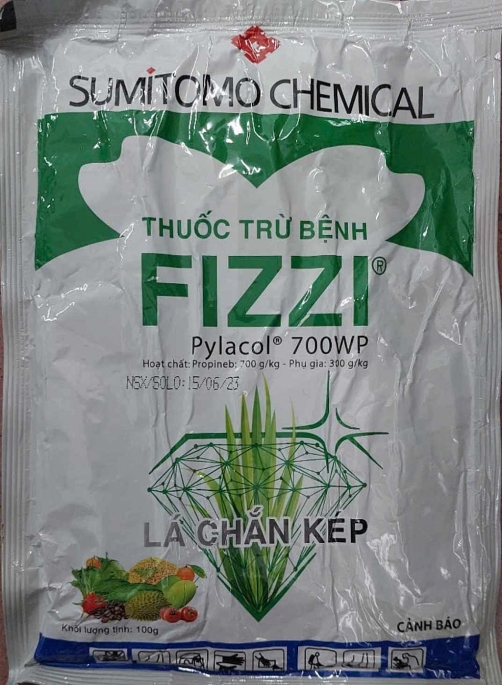 SUMITOMO CHEMICAL
THUỐC TRỪ BỆNH
FIZZI®
Pylacol® 700WP
Hoạt chất: Propineb: 700 g/kg - Phụ gia: 300 g/kg
NSX/SOLO: 15/06/23
LÁ CHẮN KÉP
Khối lượng tịnh: 100g
CẢNH BÁO